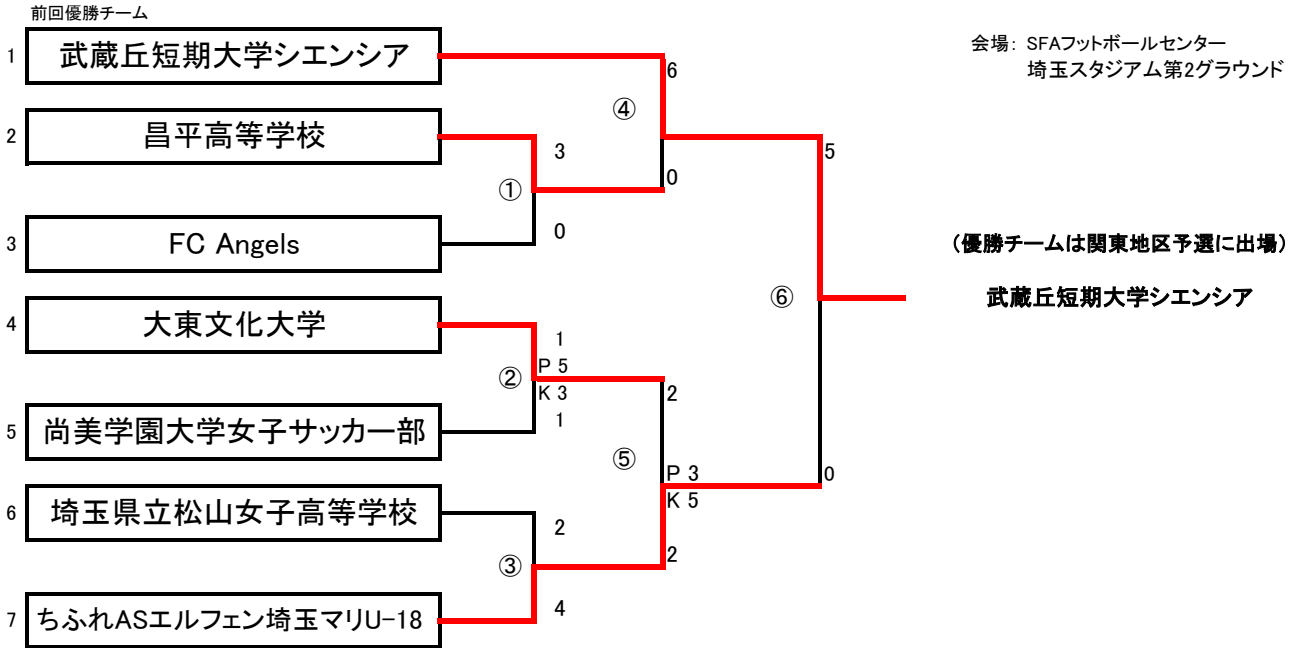 前回優勝チーム
1 武蔵丘短期大学シエンシア
会場: SFAフットボールセンター
埼玉スタジアム第2グラウンド
6
④
2 昌平高等学校
3
5
①
0
3 FC Angels
0
(優勝チームは関東地区予選に出場)
⑥
武蔵丘短期大学シエンシア
4 大東文化大学
1
P 5
②
K 3
2
1
5 尚美学園大学女子サッカー部
⑤
P 3
0
K 5
6 埼玉県立松山女子高等学校
2
③
2
4
7 ちふれASエルフェン埼玉マリU-18